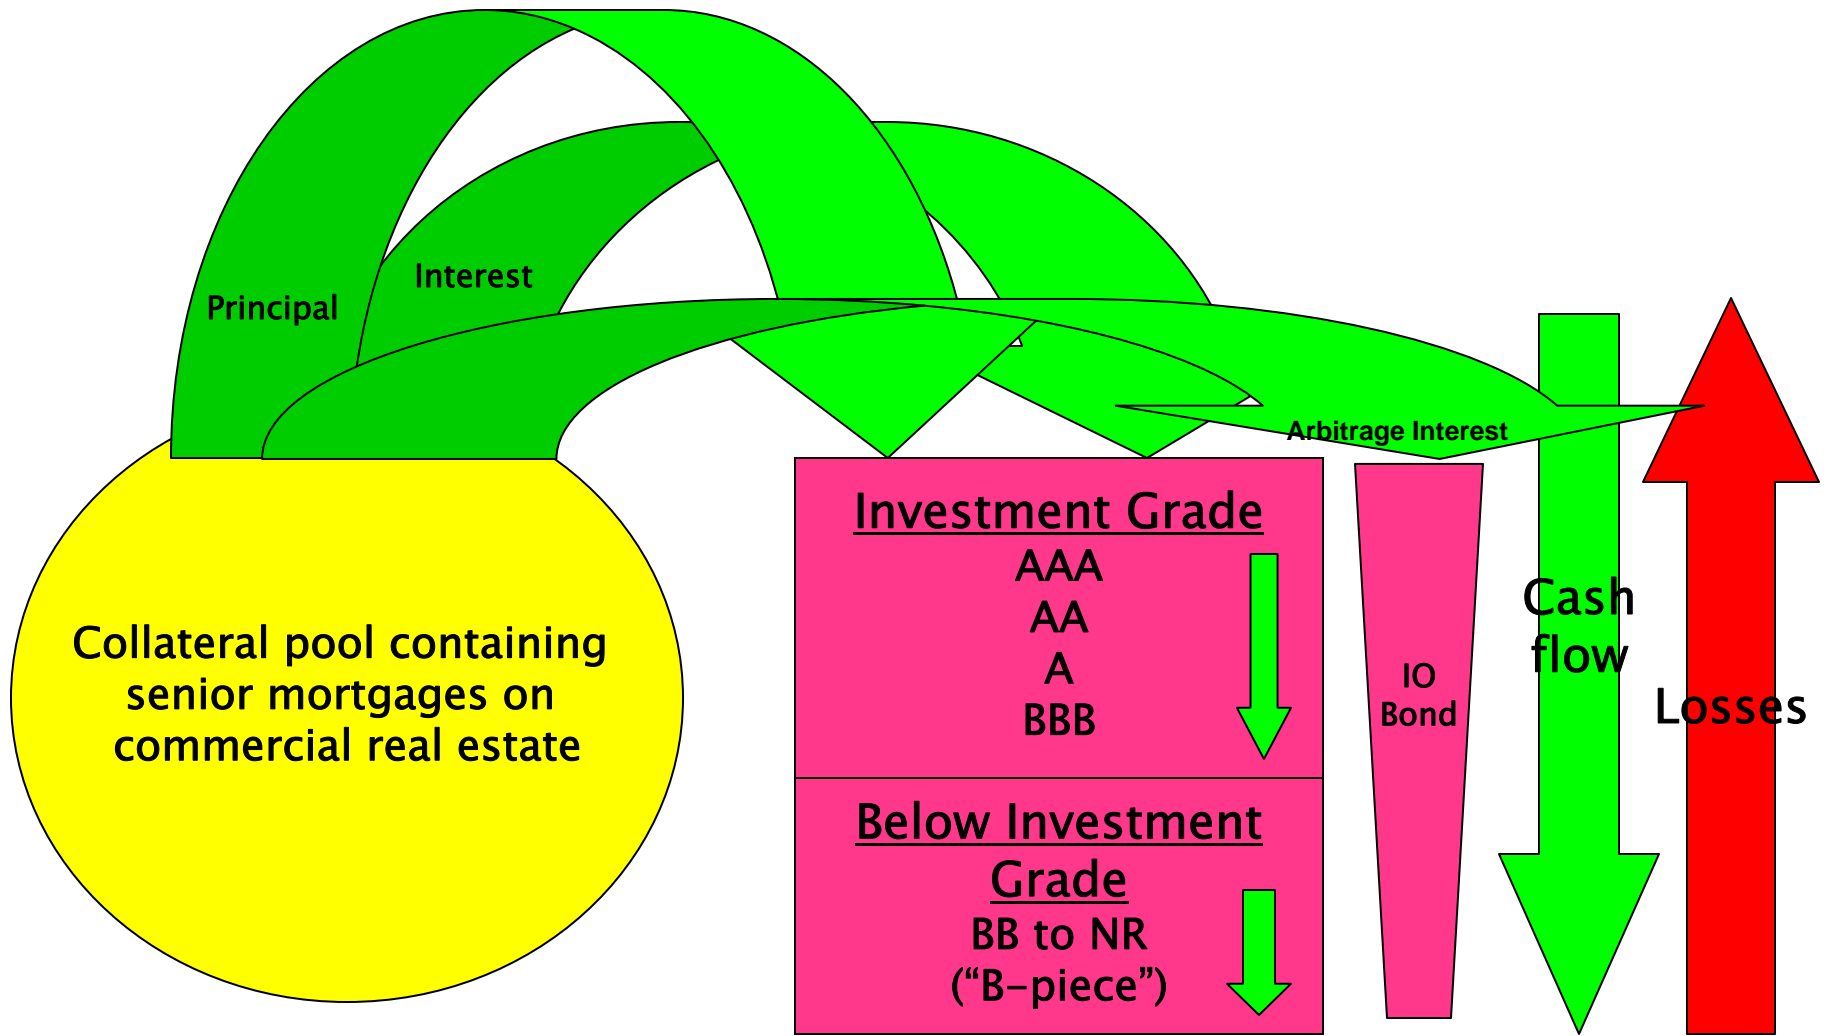 Principal
Interest
Arbitrage Interest
Collateral pool containing
senior mortgages on
commercial real estate
Investment Grade
AAA
AA
A
BBB
Below Investment
Grade
BB to NR
(“B-piece”)
IO
Bond
Cash
flow
Losses